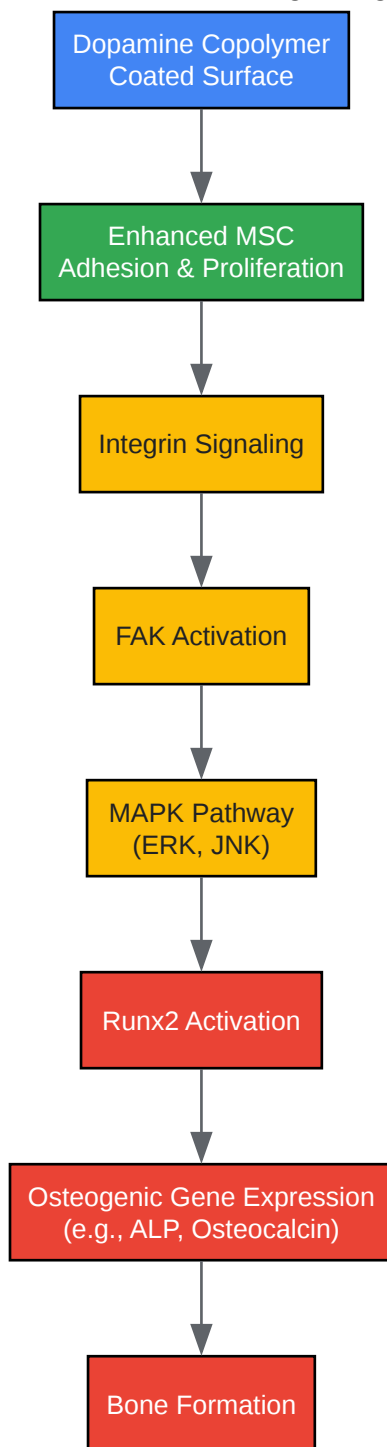 Dopamine Copolymer
Coated Surface
Enhanced MSC
Adhesion & Proliferation
Integrin Signaling
FAK Activation
MAPK Pathway
(ERK, JNK)
Runx2 Activation
Osteogenic Gene Expression
(e.g., ALP, Osteocalcin)
Bone Formation